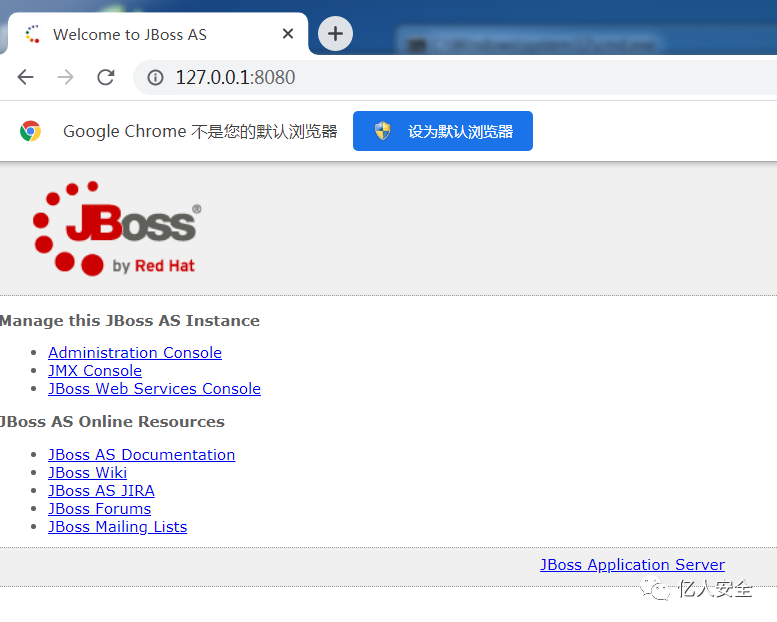 Welcome to JBoss AS
127.0.0.1:8080
Google Chrome 不是您的默认浏览器
设为默认浏览器
JBoss®
by Red Hat
Manage this JBoss AS Instance
Administration Console
JMX Console
JBoss Web Services Console
JBoss AS Online Resources
JBoss AS Documentation
JBoss Wiki
JBoss AS JIRA
JBoss Forums
JBoss Mailing Lists
JBoss Application Server
亿人安全